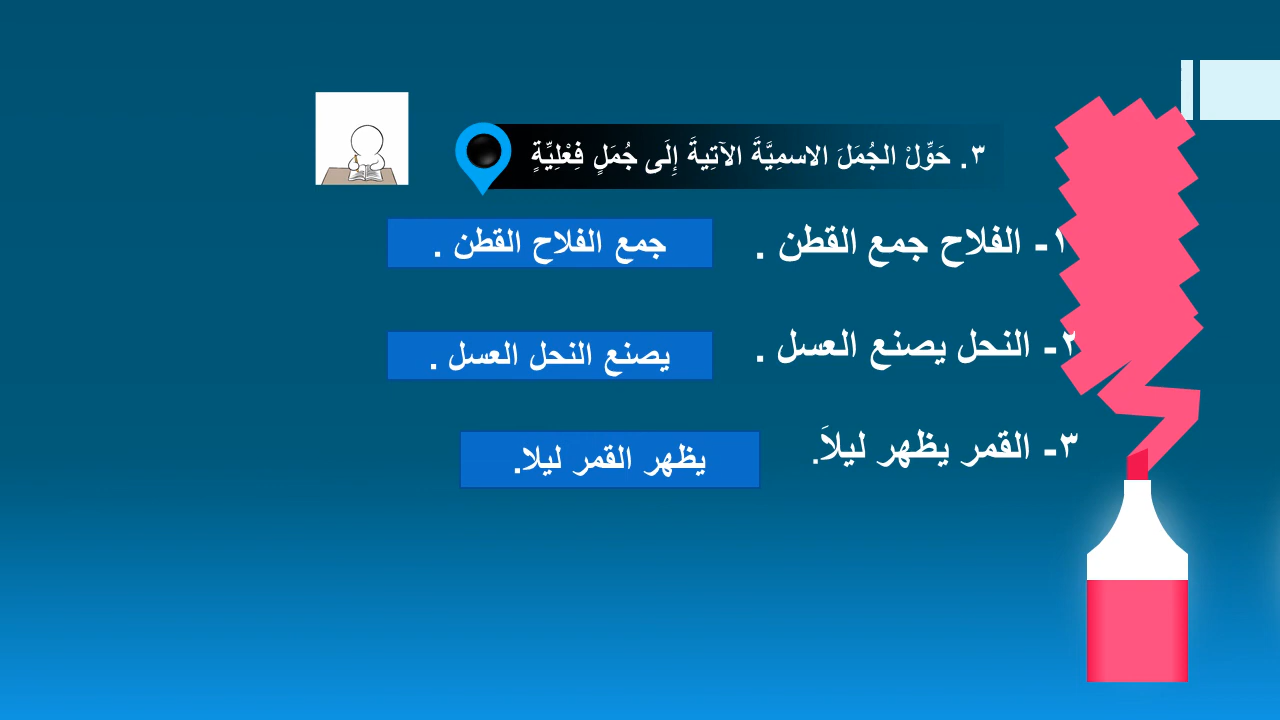 ٣. حَوِّلْ الجُمَلَ الاسمِيَّةَ الآتِيةَ إِلَى جُمَلٍ فِعْلِيِّةٍ
١- الفلاح جمع القطن .
جمع الفلاح القطن .
٢- النحل يصنع العسل .
يصنع النحل العسل .
٣- القمر يظهر ليلاَ.
يظهر القمر ليلا.